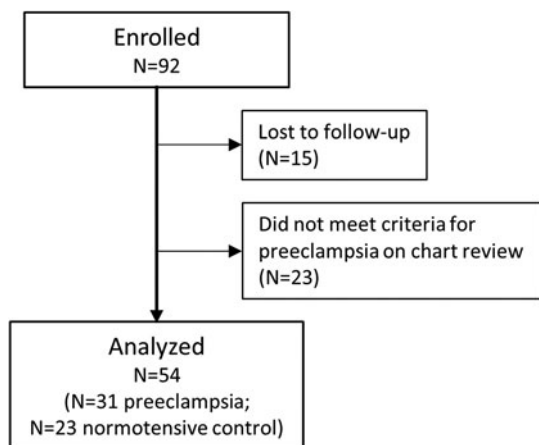 Enrolled
N=92
Lost to follow-up
(N=15)
Did not meet criteria for
preeclampsia on chart review
(N=23)
Analyzed
N=54
(N=31 preeclampsia;
N=23 normotensive control)